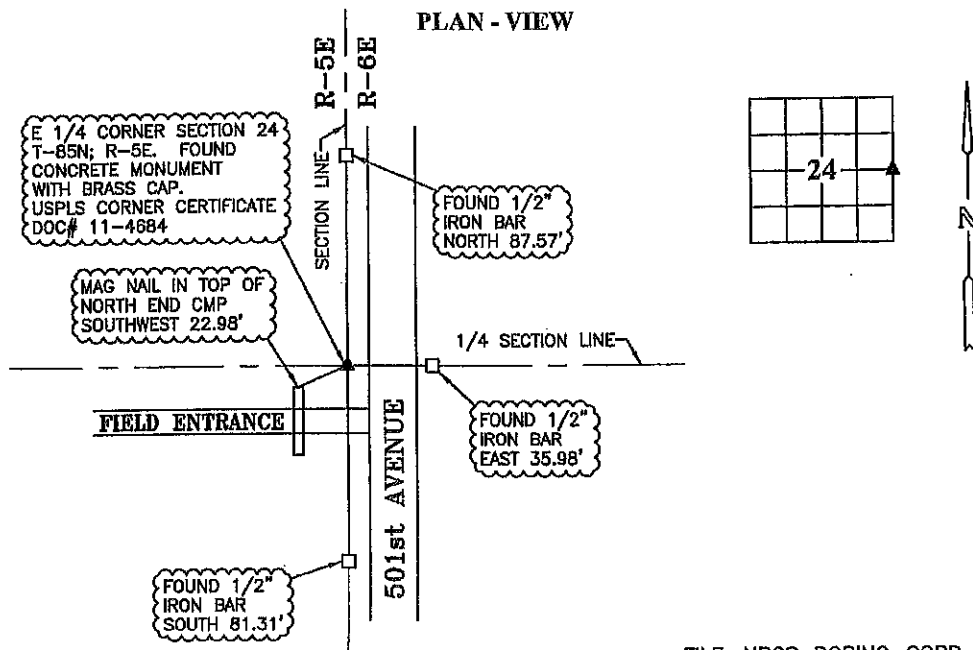 PLAN - VIEW
R-5E
R-6E
E 1/4 CORNER SECTION 24
T-85N; R-5E. FOUND
CONCRETE MONUMENT
WITH BRASS CAP.
USPLS CORNER CERTIFICATE
DOC# 11-4684
SECTION LINE
FOUND 1/2"
IRON BAR
NORTH 87.57'
24
N
MAG NAIL IN TOP OF
NORTH END CMP
SOUTHWEST 22.98'
1/4 SECTION LINE
FIELD ENTRANCE
FOUND 1/2"
IRON BAR
EAST 35.98'
501st AVENUE
FOUND 1/2"
IRON BAR
SOUTH 81.31'